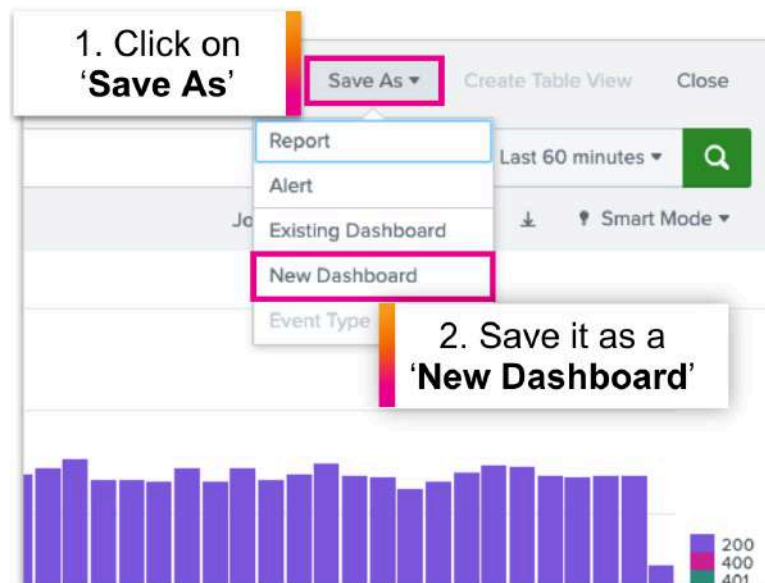 1. Click on
‘Save As’
Save As ▾
Create Table View
Close
Report
Last 60 minutes ▾
Alert
Jo
Existing Dashboard
Smart Mode ▾
New Dashboard
Event Type
2. Save it as a
‘New Dashboard’
200
400
401